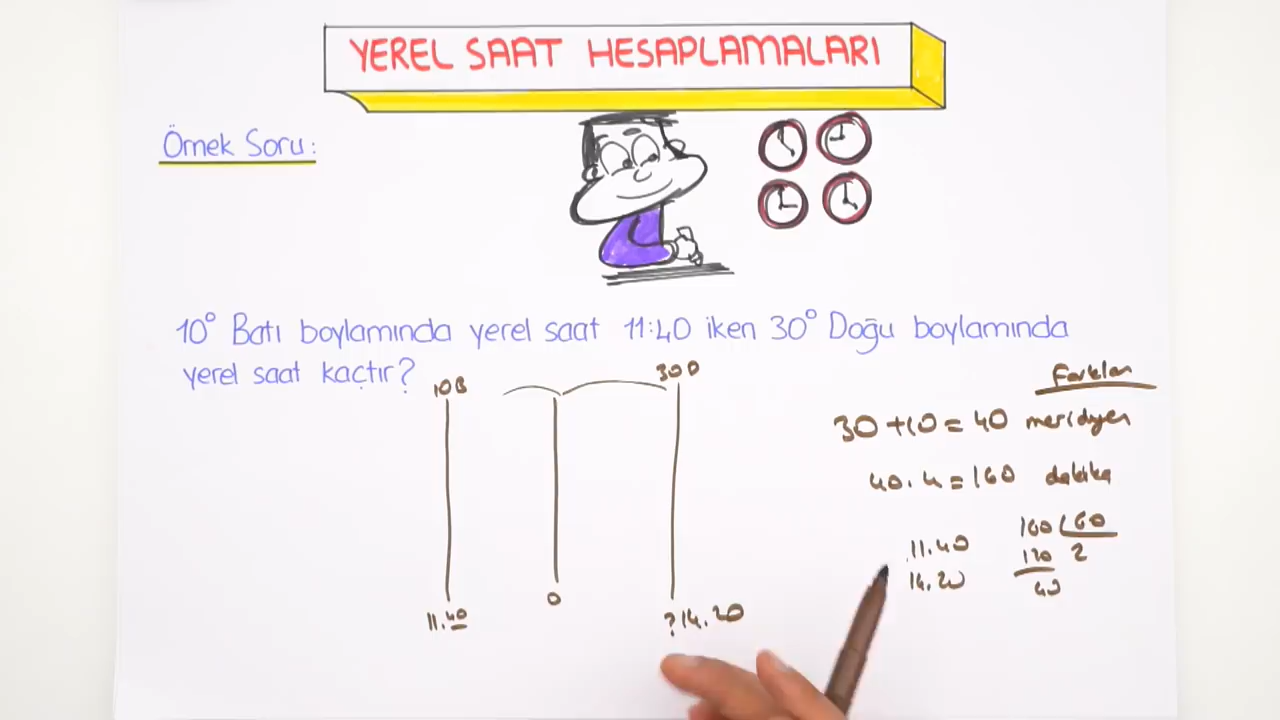 YEREL SAAT HESAPLAMALARI
Örnek Soru:
10° Batı boylamında yerel saat 11:40 iken 30° Doğu boylamında
yerel saat kaçtır?
10B
30D
0
11.40
?14.20
Farkları
30+10=40 meridyen
40.4=160 dakika
160 60
120 2
40
11.40
14.20